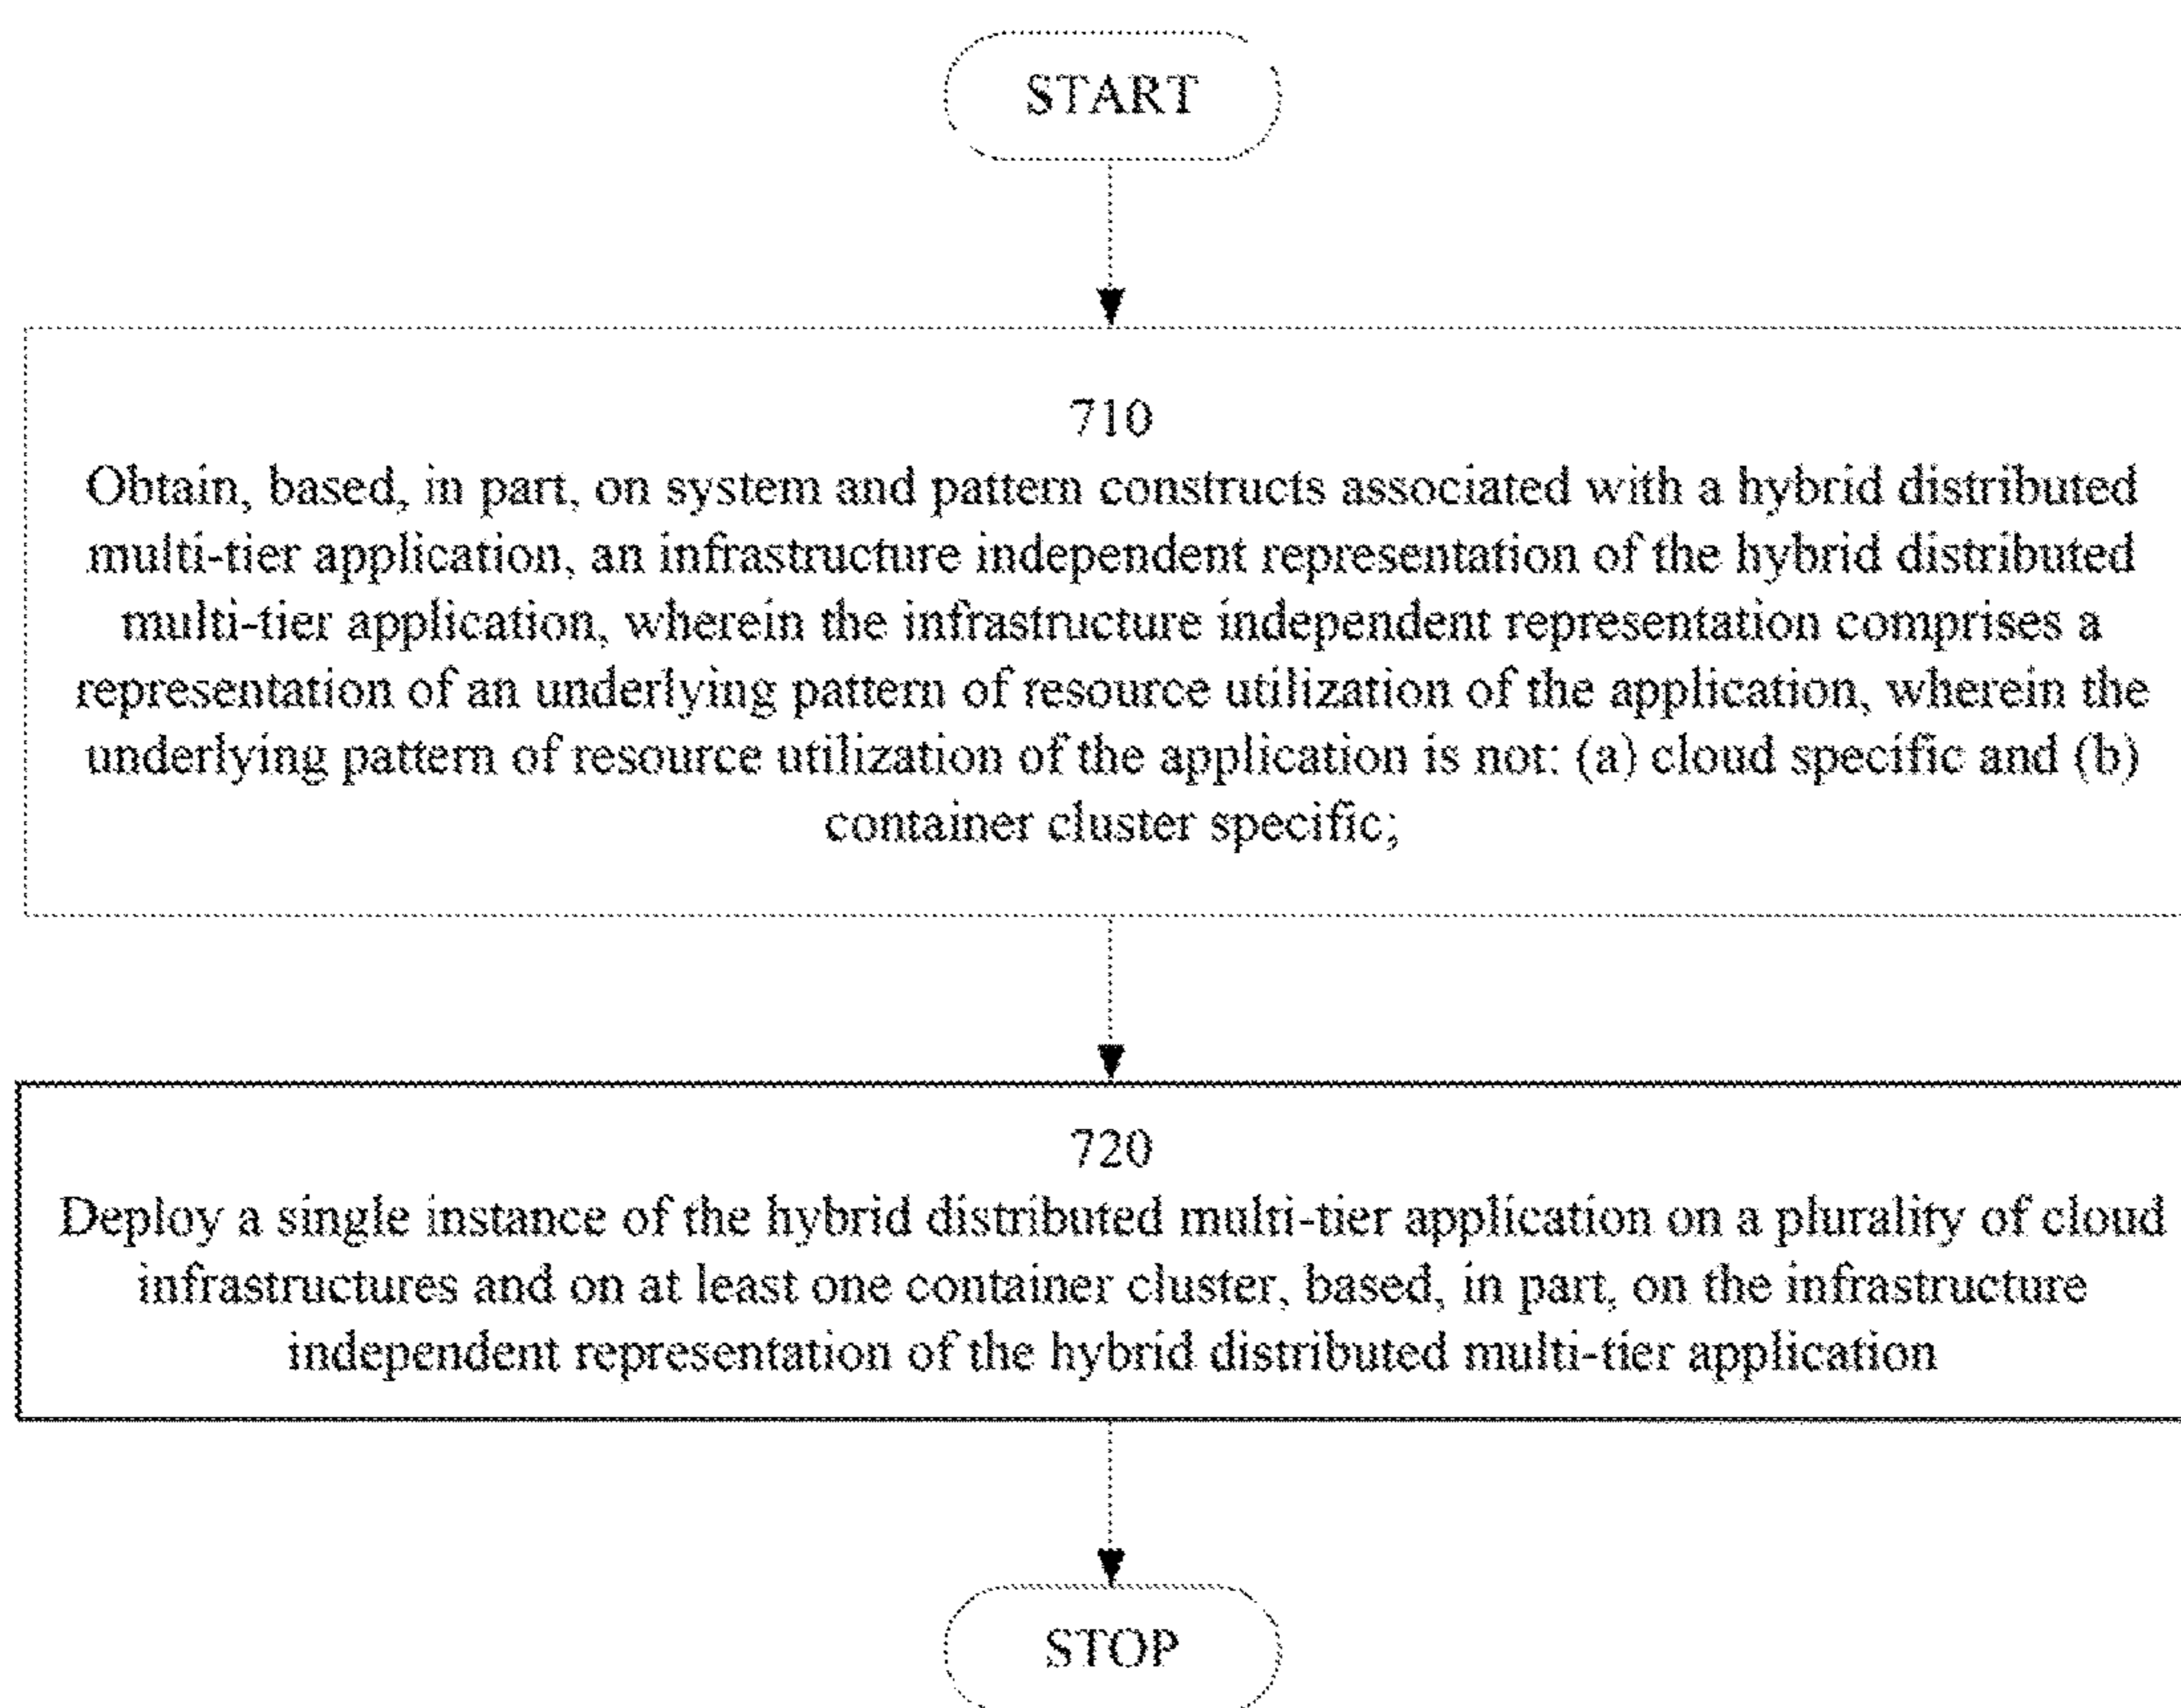 START
710
Obtain, based, in part, on system and pattern constructs associated with a hybrid distributed
multi-tier application, an infrastructure independent representation of the hybrid distributed
multi-tier application, wherein the infrastructure independent representation comprises a
representation of an underlying pattern of resource utilization of the application, wherein the
underlying pattern of resource utilization of the application is not: (a) cloud specific and (b)
container cluster specific;
720
Deploy a single instance of the hybrid distributed multi-tier application on a plurality of cloud
infrastructures and on at least one container cluster, based, in part, on the infrastructure
independent representation of the hybrid distributed multi-tier application
STOP